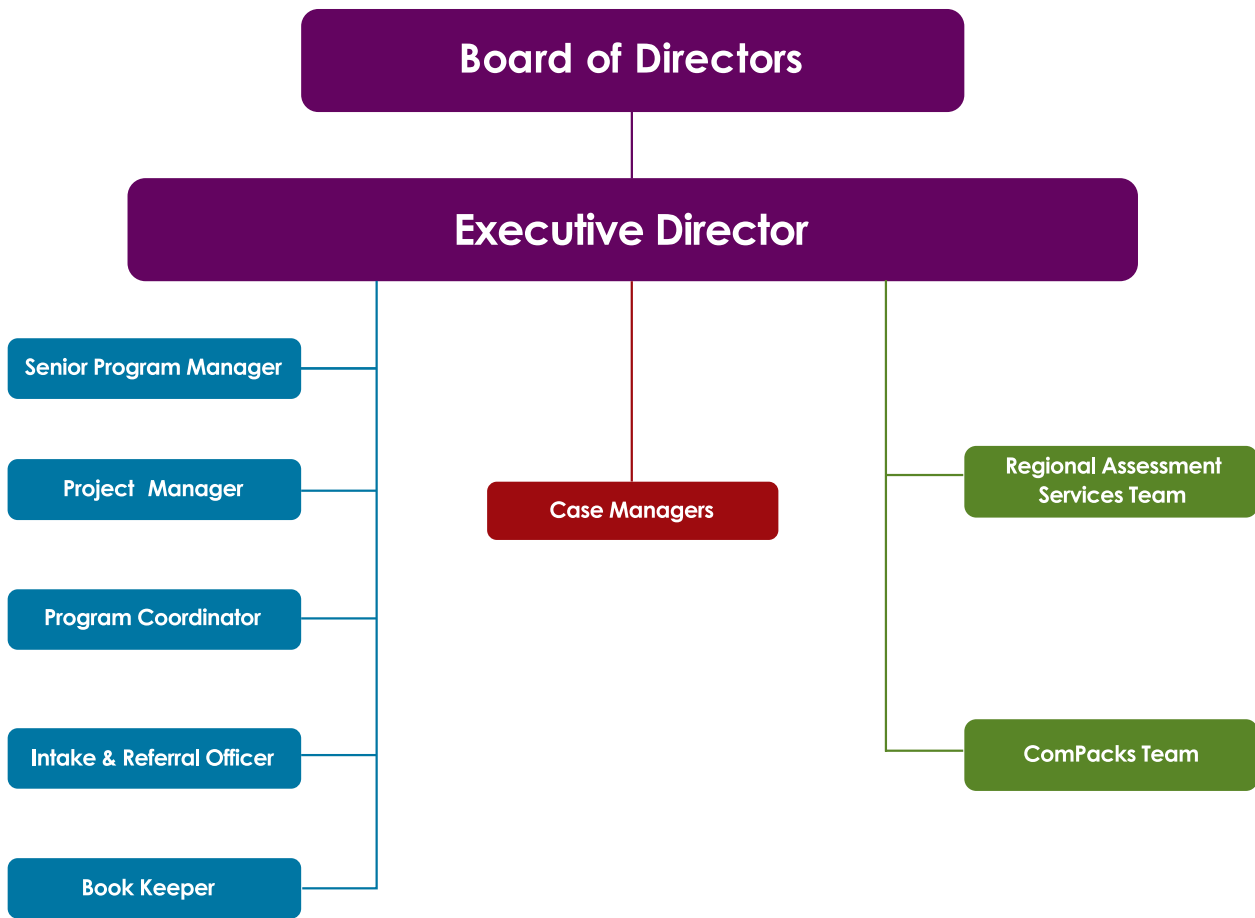 Board of Directors
Executive Director
Senior Program Manager
Project Manager
Program Coordinator
Intake & Referral Officer
Book Keeper
Case Managers
Regional Assessment
Services Team
ComPacks Team